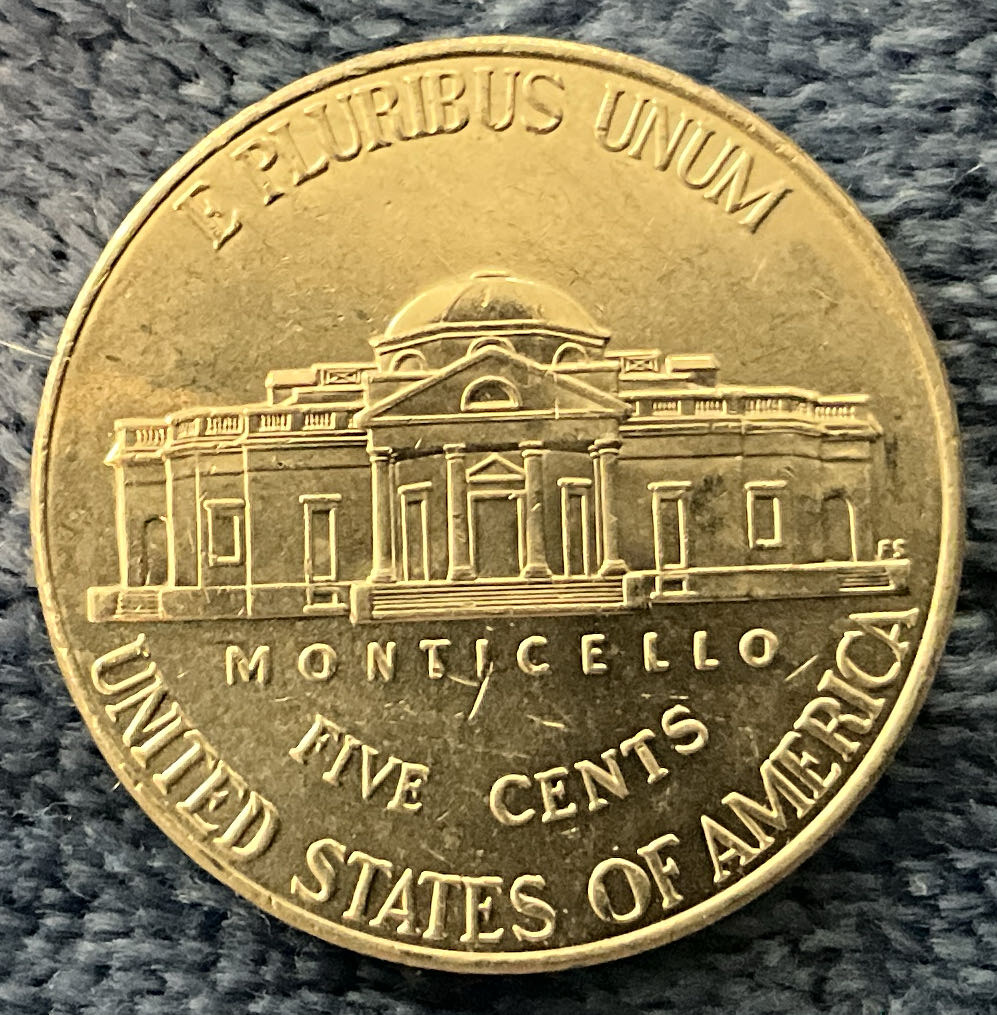 E PLURIBUS UNUM
FS
MONTICELLO
FIVE CENTS
UNITED STATES OF AMERICA